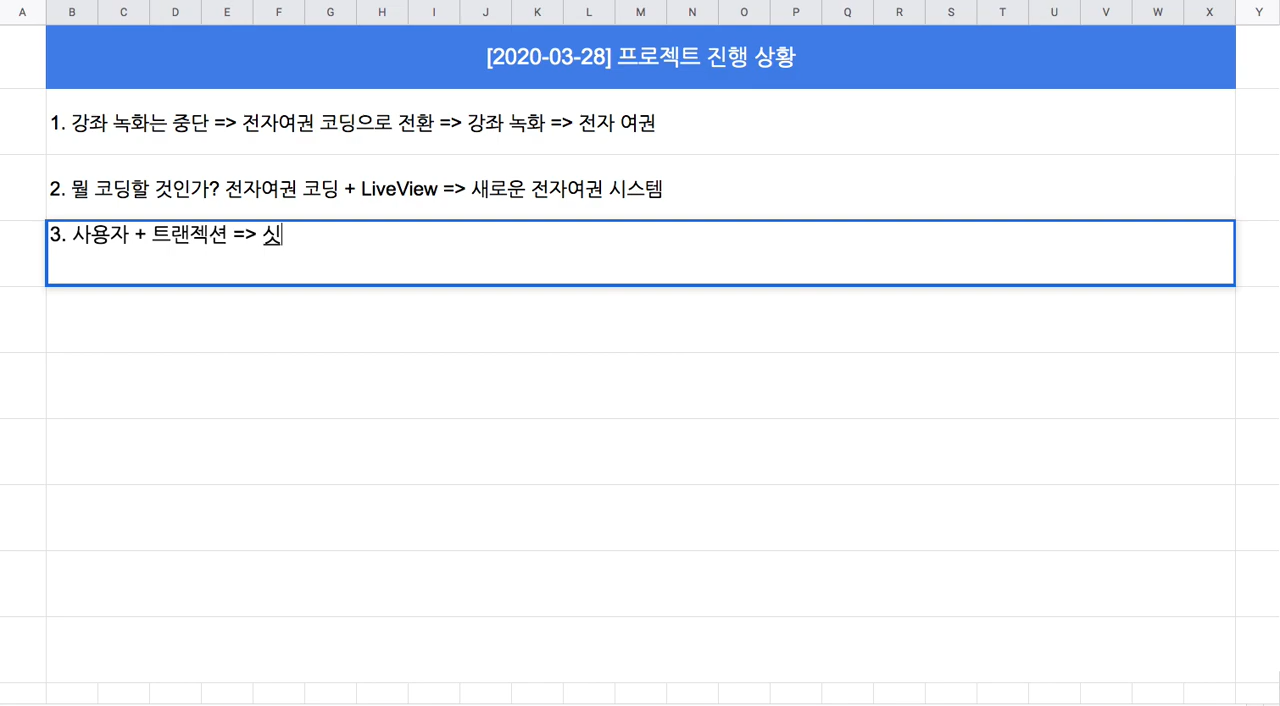 A B C D E F G H I J K L M N O P Q R S T U V W X Y
[2020-03-28] 프로젝트 진행 상황
1. 강좌 녹화는 중단 => 전자여권 코딩으로 전환 => 강좌 녹화 => 전자 여권
2. 뭘 코딩할 것인가? 전자여권 코딩 + LiveView => 새로운 전자여권 시스템
3. 사용자 + 트랜젝션 => 싯